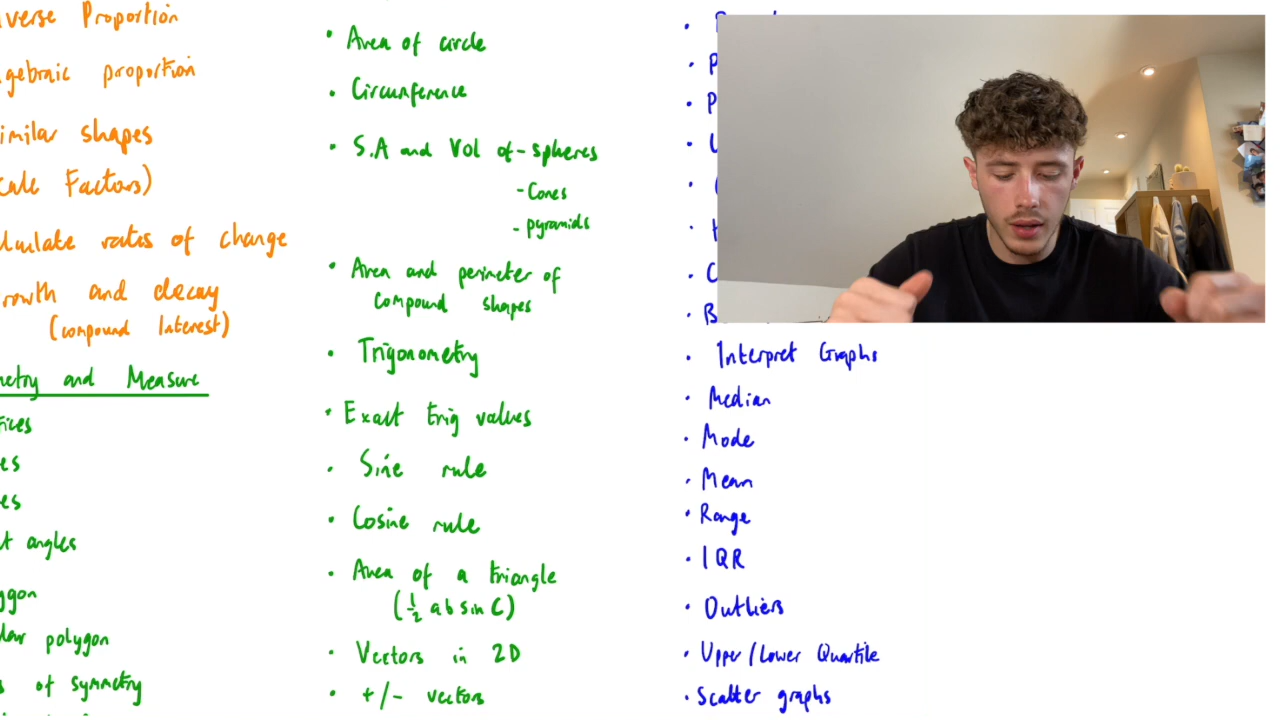 verse Proportion
gebraic proportion
imilar shapes
cale Factors)
lculate rates of change
rowth and decay
(compound Interest)
metry and Measure
fices
es
es
t angles
ygon
lar polygon
s of symmetry
• Area of circle
• Circumference
• S.A and Vol of - spheres
- Cones
- pyramids
• Area and perimeter of
compound shapes
• Trigonometry
• Exact trig values
• Sine rule
• Cosine rule
• Area of a triangle
(½ ab sin C)
• Vectors in 2D
• +/- vectors
• Interpret Graphs
• Median
• Mode
• Mean
• Range
• IQR
• Outliers
• Upper/Lower Quartile
• Scatter graphs